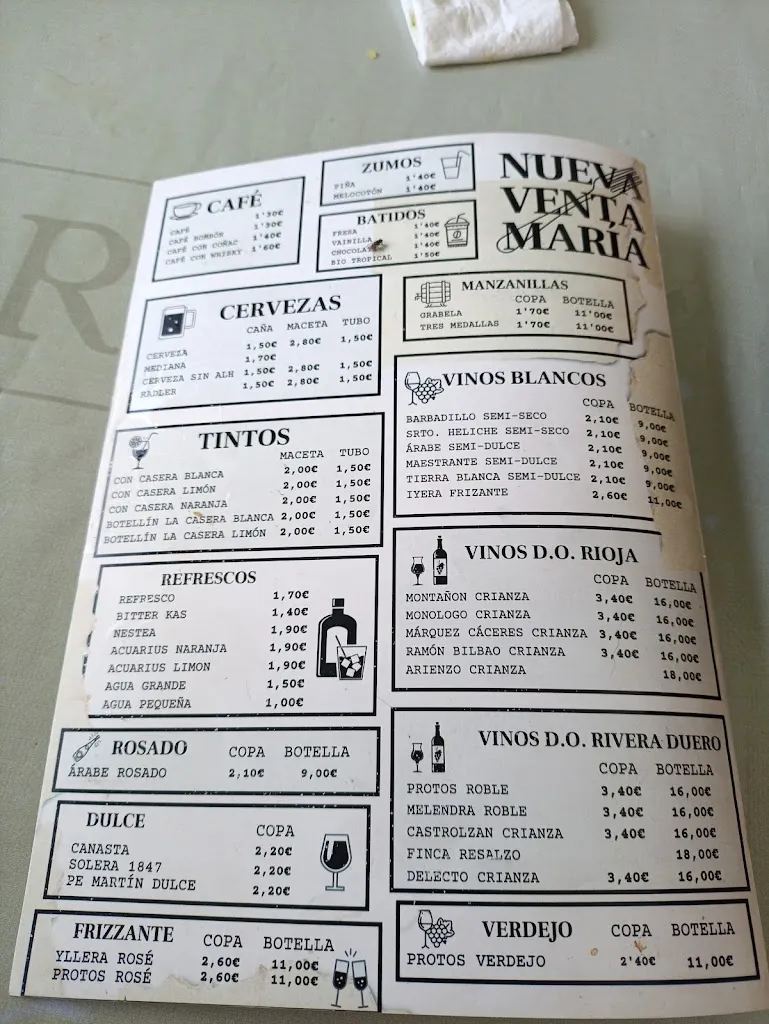 R
NUEVA
VENTA
MARÍA
CAFÉ
CAFÉ 1'30€
CAFÉ BOMBÓN 1'30€
CAFÉ CON COÑAC 1'40€
CAFÉ CON WHISKY 1'60€
ZUMOS
PIÑA 1'40€
MELOCOTÓN 1'40€
BATIDOS
FRESA 1'40€
VAINILLA 1'40€
CHOCOLAT 1'40€
BIO TROPICAL 1'50€
CERVEZAS
CAÑA MACETA TUBO
CERVEZA 1,50€ 2,80€ 1,50€
MEDIANA 1,70€
CERVEZA SIN ALH 1,50€ 2,80€ 1,50€
RADLER 1,50€ 2,80€ 1,50€
TINTOS
MACETA TUBO
CON CASERA BLANCA 2,00€ 1,50€
CON CASERA LIMÓN 2,00€ 1,50€
CON CASERA NARANJA 2,00€ 1,50€
BOTELLÍN LA CASERA BLANCA 2,00€ 1,50€
BOTELLÍN LA CASERA LIMÓN 2,00€ 1,50€
REFRESCOS
REFRESCO 1,70€
BITTER KAS 1,40€
NESTEA 1,90€
ACUARIUS NARANJA 1,90€
ACUARIUS LIMON 1,90€
AGUA GRANDE 1,50€
AGUA PEQUEÑA 1,00€
ROSADO COPA BOTELLA
ÁRABE ROSADO 2,10€ 9,00€
DULCE COPA
CANASTA 2,20€
SOLERA 1847 2,20€
PE MARTÍN DULCE 2,20€
FRIZZANTE COPA BOTELLA
YLLERA ROSÉ 2,60€ 11,00€
PROTOS ROSÉ 2,60€ 11,00€
MANZANILLAS
COPA BOTELLA
GRABELA 1'70€ 11'00€
TRES MEDALLAS 1'70€ 11'00€
VINOS BLANCOS
COPA BOTELLA
BARBADILLO SEMI-SECO 2,10€ 9,00€
SRTO. HELICHE SEMI-SECO 2,10€ 9,00€
ÁRABE SEMI-DULCE 2,10€ 9,00€
MAESTRANTE SEMI-DULCE 2,10€ 9,00€
TIERRA BLANCA SEMI-DULCE 2,10€ 9,00€
IYERA FRIZANTE 2,60€ 11,00€
VINOS D.O. RIOJA
COPA BOTELLA
MONTAÑON CRIANZA 3,40€ 16,00€
MONOLOGO CRIANZA 3,40€ 16,00€
MÁRQUEZ CÁCERES CRIANZA 3,40€ 16,00€
RAMÓN BILBAO CRIANZA 3,40€ 16,00€
ARIENZO CRIANZA 18,00€
VINOS D.O. RIVERA DUERO
COPA BOTELLA
PROTOS ROBLE 3,40€ 16,00€
MELENDRA ROBLE 3,40€ 16,00€
CASTROLZAN CRIANZA 3,40€ 16,00€
FINCA RESALZO 18,00€
DELECTO CRIANZA 3,40€ 16,00€
VERDEJO COPA BOTELLA
PROTOS VERDEJO 2'40€ 11,00€